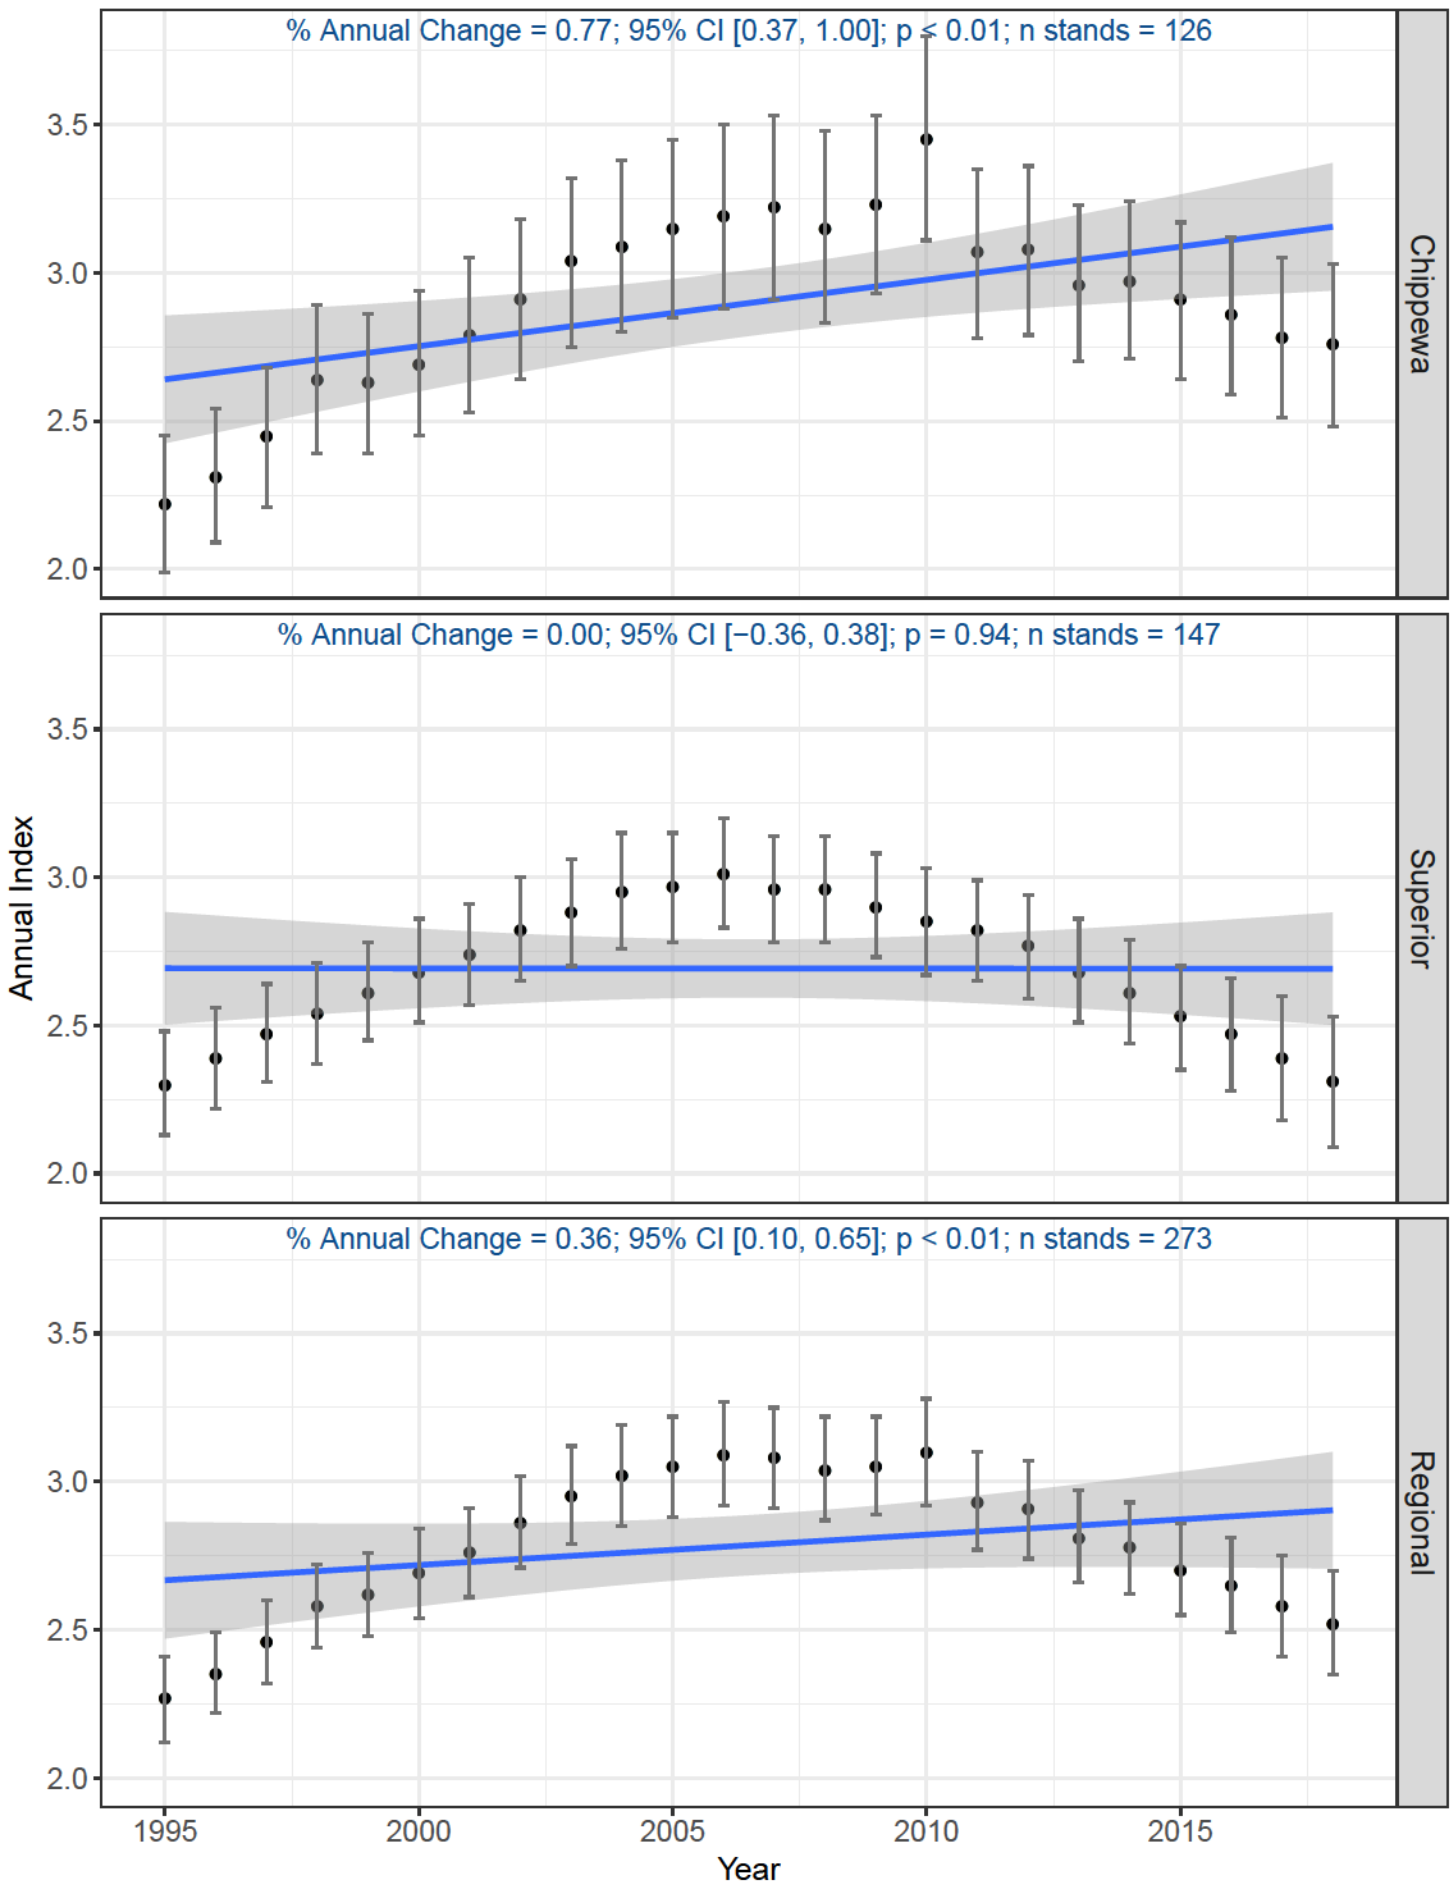 % Annual Change = 0.77; 95% CI [0.37, 1.00]; p < 0.01; n stands = 126
3.5
3.0
2.5
2.0
Chippewa
% Annual Change = 0.00; 95% CI [−0.36, 0.38]; p = 0.94; n stands = 147
3.5
3.0
2.5
2.0
Superior
Annual Index
% Annual Change = 0.36; 95% CI [0.10, 0.65]; p < 0.01; n stands = 273
3.5
3.0
2.5
2.0
Regional
1995 2000 2005 2010 2015
Year